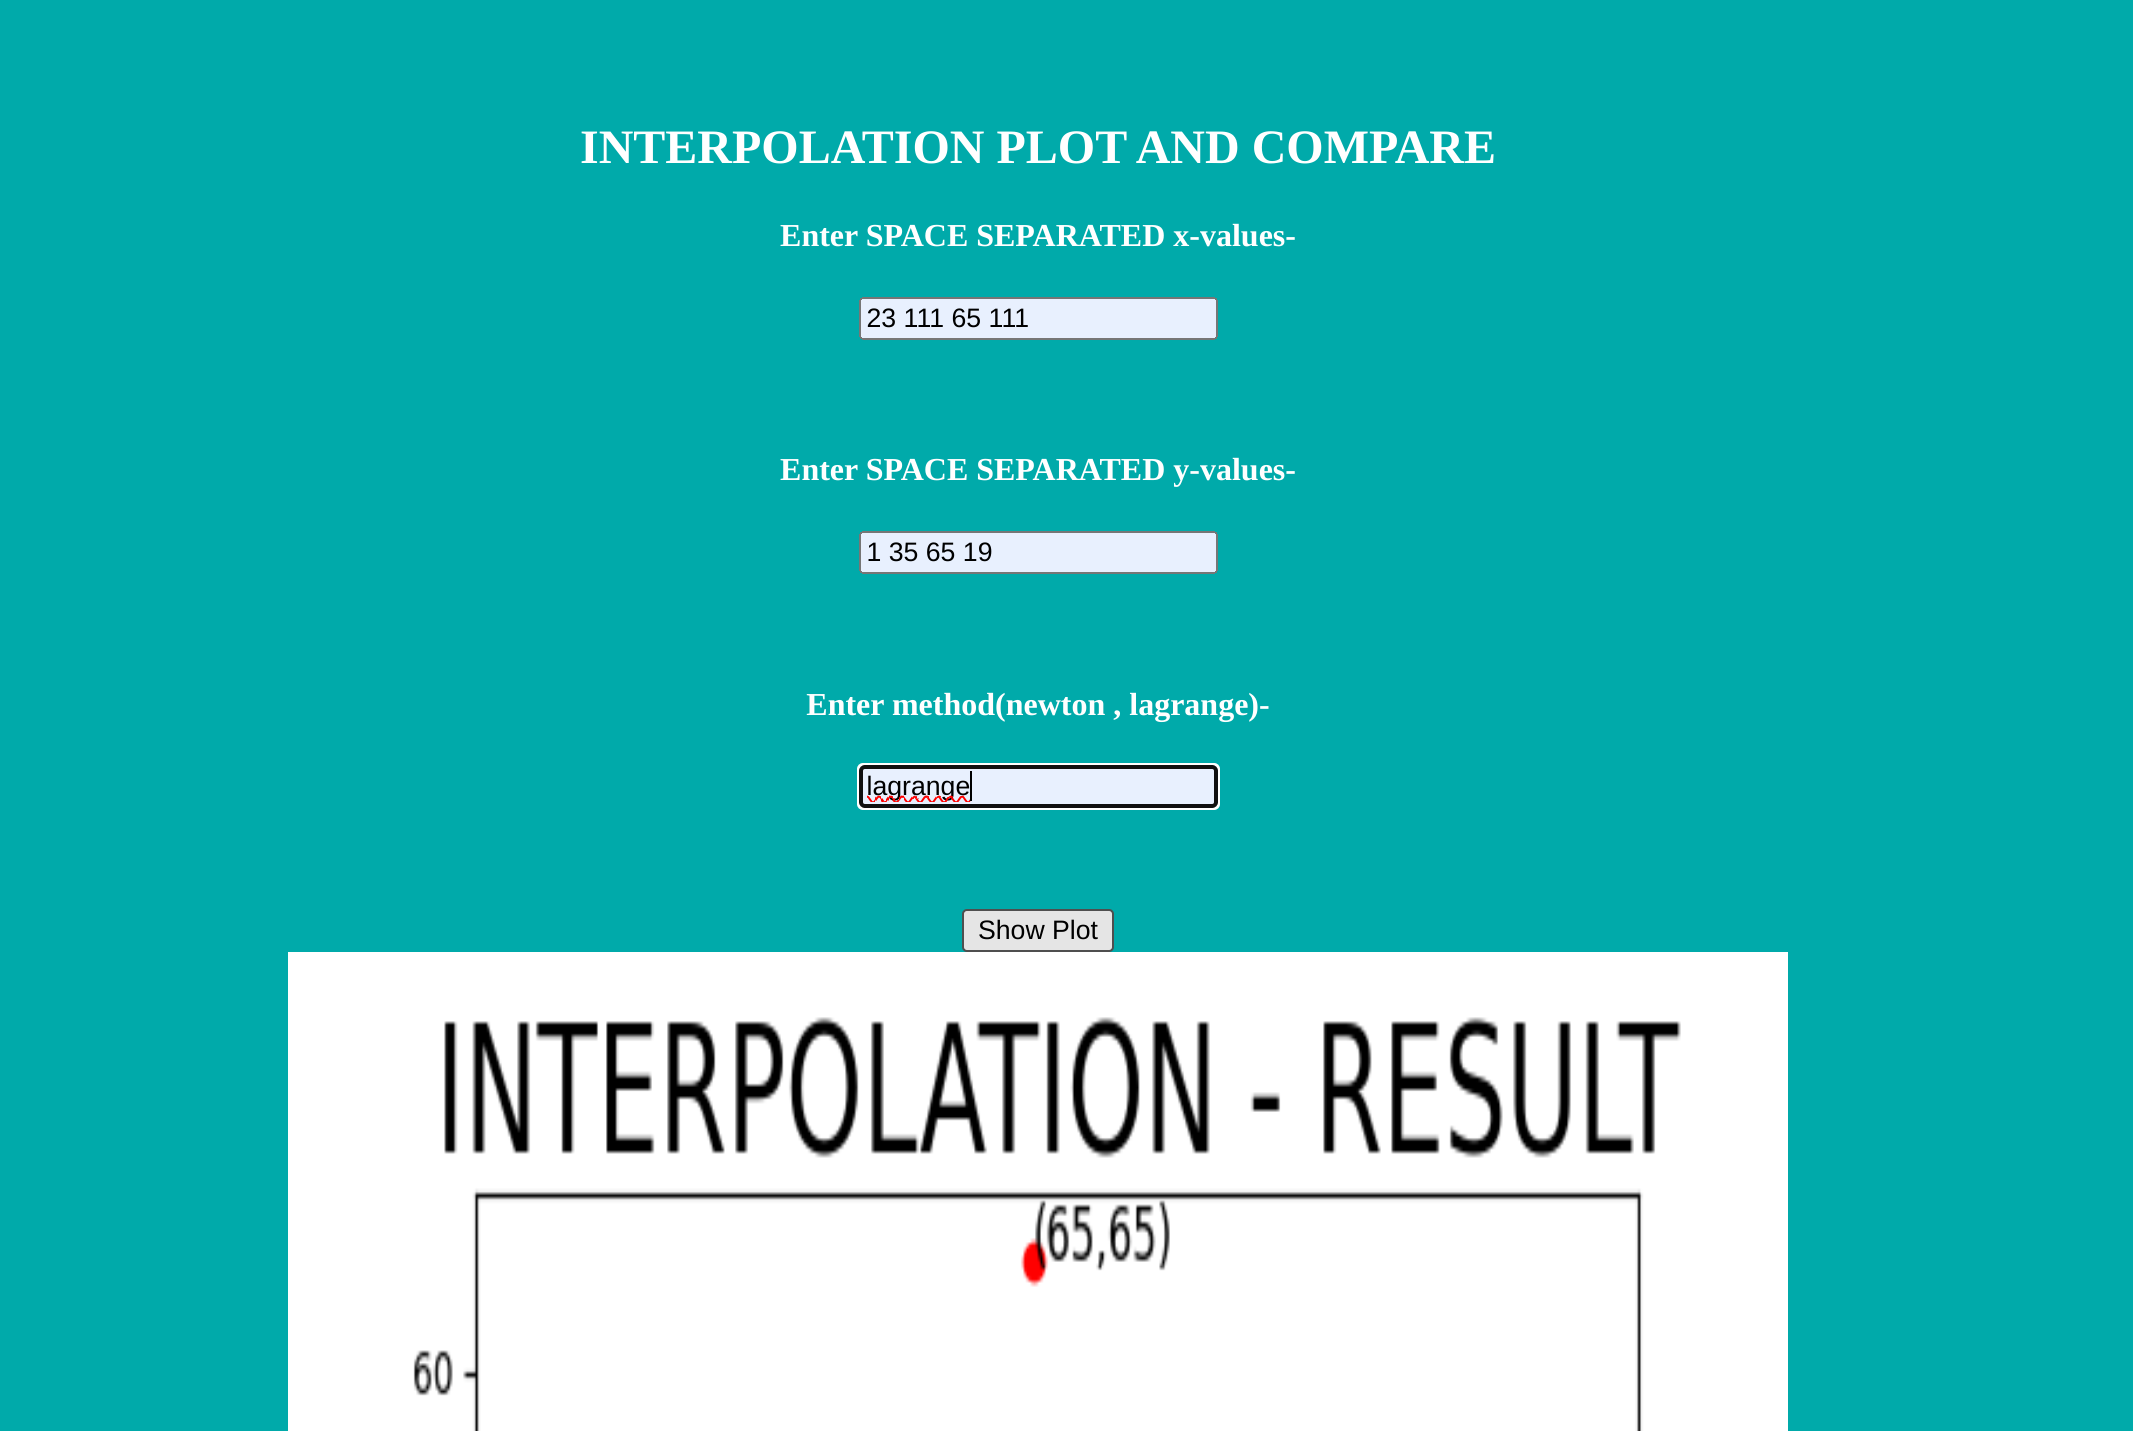 INTERPOLATION PLOT AND COMPARE
Enter SPACE SEPARATED x-values-
23 111 65 111
Enter SPACE SEPARATED y-values-
1 35 65 19
Enter method(newton , lagrange)-
lagrange
Show Plot
INTERPOLATION - RESULT
(65,65)
60